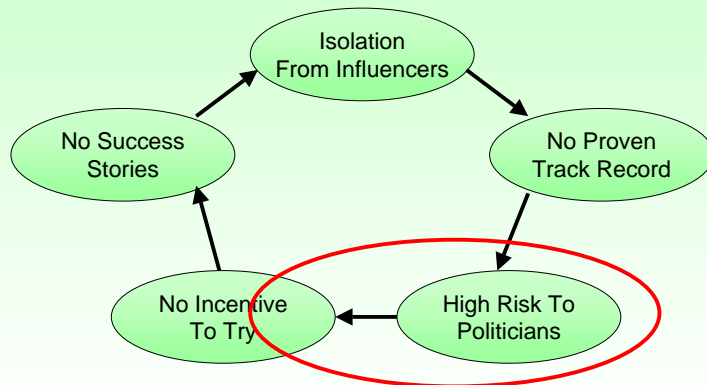 Isolation
From Influencers
No Success
Stories
No Proven
Track Record
No Incentive
To Try
High Risk To
Politicians